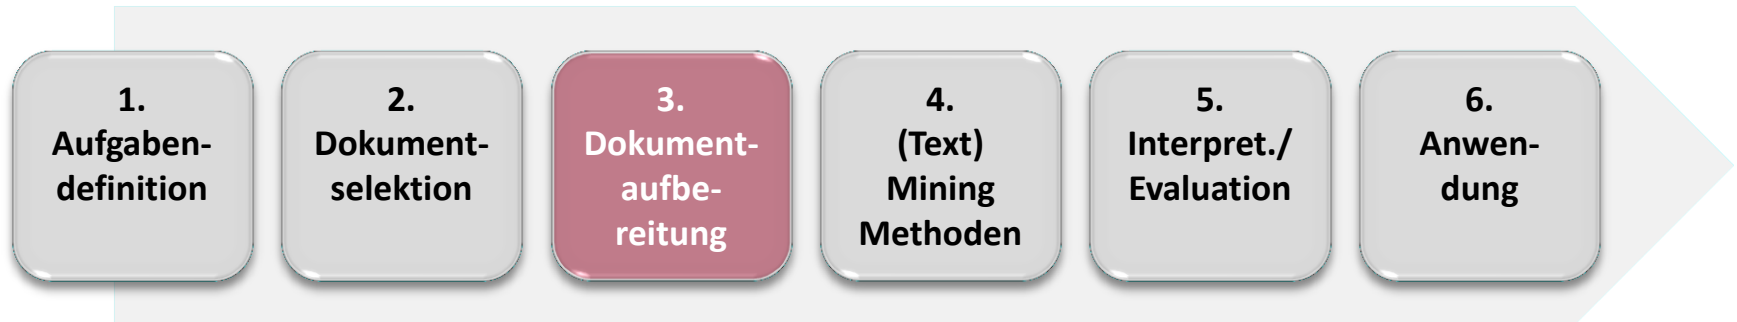 1.
Aufgaben-
definition
2.
Dokument-
selektion
3.
Dokument-
aufbe-
reitung
4.
(Text)
Mining
Methoden
5.
Interpret./
Evaluation
6.
Anwen-
dung